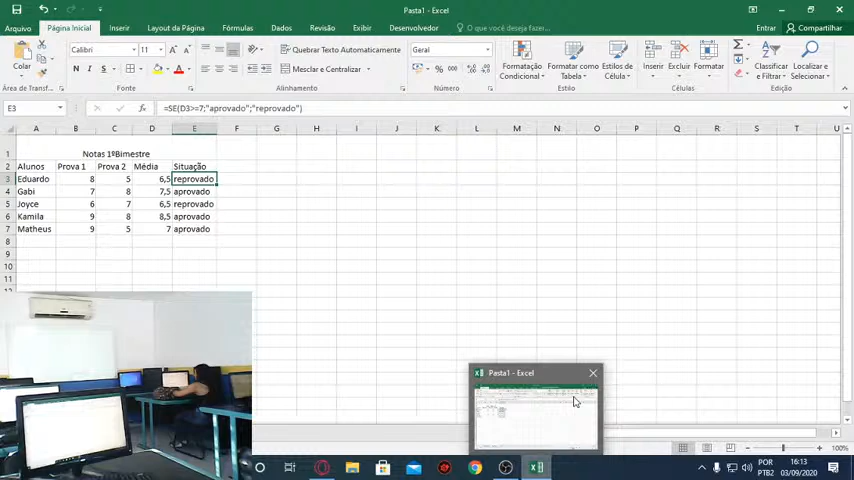 Pasta1 - Excel
Arquivo Página Inicial Inserir Layout da Página Fórmulas Dados Revisão Exibir Desenvolvedor O que você deseja fazer... Entrar Compartilhar
Colar
Calibri 11
N I S
Quebrar Texto Automaticamente
Mesclar e Centralizar
Geral
% 000
Formatação Condicional
Formatar como Tabela
Estilos de Célula
Inserir Excluir Formatar
Classificar e Filtrar
Localizar e Selecionar
Área de Transf... Fonte Alinhamento Número Estilo Células Edição
E3 fx =SE(D3>=7;"aprovado";"reprovado")
A B C D E F G H I J K L M N O P Q R S T U
1 Notas 1ºBimestre
2 Alunos Prova 1 Prova 2 Média Situação
3 Eduardo 8 5 6,5 reprovado
4 Gabi 7 8 7,5 aprovado
5 Joyce 6 7 6,5 reprovado
6 Kamila 9 8 8,5 aprovado
7 Matheus 9 5 7 aprovado
8
9
10
11
Pasta1 - Excel
100%
POR
PTB2
16:13
03/09/2020